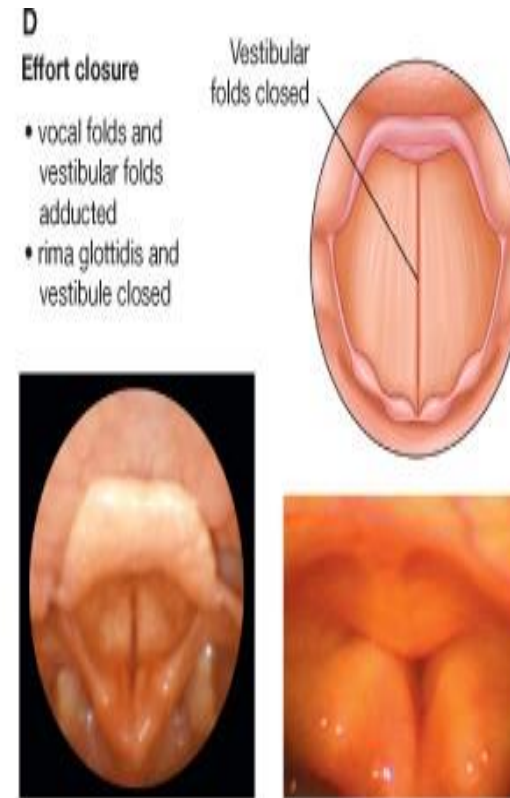 D
Effort closure
• vocal folds and
vestibular folds
adducted
• rima glottidis and
vestibule closed
Vestibular
folds closed